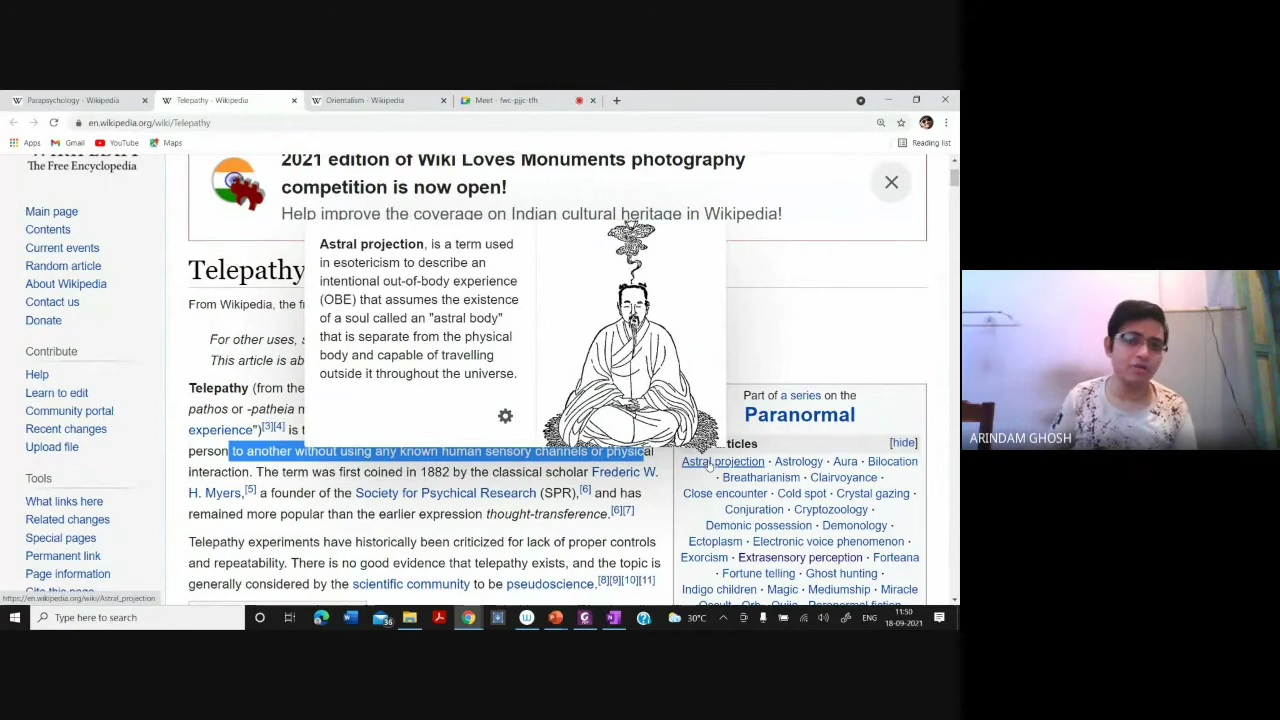 Parapsychology - Wikipedia
Telepathy - Wikipedia
Orientalism - Wikipedia
Meet - fwc-pjjc-tfh
en.wikipedia.org/wiki/Telepathy
Apps Gmail YouTube Maps Reading list
The Free Encyclopedia
Main page
Contents
Current events
Random article
About Wikipedia
Contact us
Donate
Contribute
Help
Learn to edit
Community portal
Recent changes
Upload file
Tools
What links here
Related changes
Special pages
Permanent link
Page information
Cite this page
2021 edition of Wiki Loves Monuments photography
competition is now open!
Help improve the coverage on Indian cultural heritage in Wikipedia!
Telepathy
From Wikipedia, the f
For other uses, s
This article is ab
Astral projection, is a term used
in esotericism to describe an
intentional out-of-body experience
(OBE) that assumes the existence
of a soul called an "astral body"
that is separate from the physical
body and capable of travelling
outside it throughout the universe.
Telepathy (from the
pathos or -patheia m
experience")[3][4] is t
person to another without using any known human sensory channels or physical
interaction. The term was first coined in 1882 by the classical scholar Frederic W.
H. Myers,[5] a founder of the Society for Psychical Research (SPR),[6] and has
remained more popular than the earlier expression thought-transference.[6][7]
Telepathy experiments have historically been criticized for lack of proper controls
and repeatability. There is no good evidence that telepathy exists, and the topic is
generally considered by the scientific community to be pseudoscience.[8][9][10][11]
Part of a series on the
Paranormal
ticles [hide]
Astral projection · Astrology · Aura · Bilocation
· Breatharianism · Clairvoyance ·
Close encounter · Cold spot · Crystal gazing ·
Conjuration · Cryptozoology ·
Demonic possession · Demonology ·
Ectoplasm · Electronic voice phenomenon ·
Exorcism · Extrasensory perception · Forteana
· Fortune telling · Ghost hunting ·
Indigo children · Magic · Mediumship · Miracle
Occult · Orb · Ouija · Paranormal fiction
https://en.wikipedia.org/wiki/Astral_projection
Type here to search
36
30°C
ENG
11:50
18-09-2021
ARINDAM GHOSH